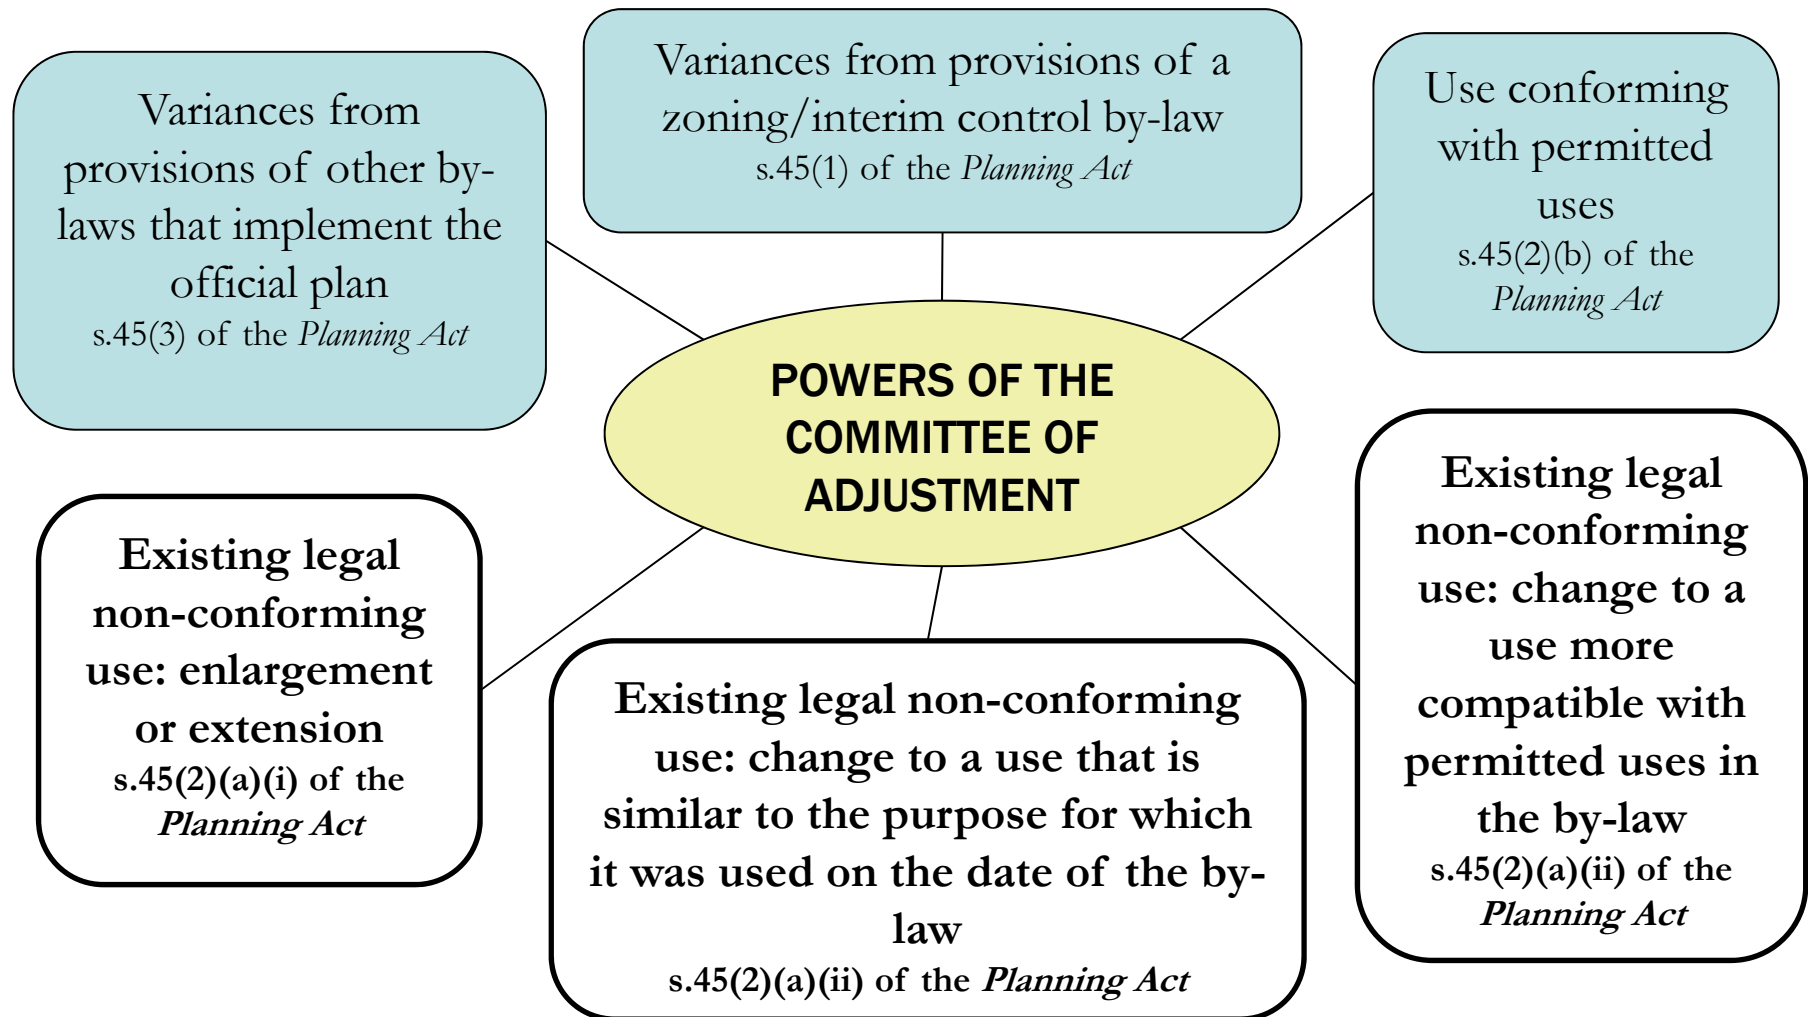 Variances from
provisions of other by-
laws that implement the
official plan
s.45(3) of the Planning Act
Variances from provisions of a
zoning/interim control by-law
s.45(1) of the Planning Act
Use conforming
with permitted
uses
s.45(2)(b) of the
Planning Act
POWERS OF THE
COMMITTEE OF
ADJUSTMENT
Existing legal
non-conforming
use: enlargement
or extension
s.45(2)(a)(i) of the
Planning Act
Existing legal non-conforming
use: change to a use that is
similar to the purpose for which
it was used on the date of the by-
law
s.45(2)(a)(ii) of the Planning Act
Existing legal
non-conforming
use: change to a
use more
compatible with
permitted uses in
the by-law
s.45(2)(a)(ii) of the
Planning Act